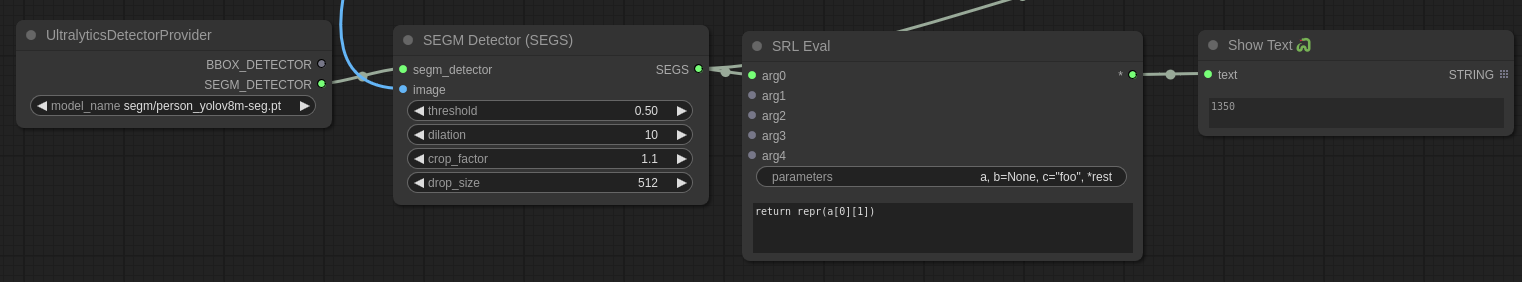 UltralyticsDetectorProvider
BBOX_DETECTOR
SEGM_DETECTOR
model_name segm/person_yolov8m-seg.pt
SEGM Detector (SEGS)
segm_detector SEGS
image
threshold 0.50
dilation 10
crop_factor 1.1
drop_size 512
SRL Eval
arg0 *
arg1
arg2
arg3
arg4
parameters a, b=None, c="foo", *rest
return repr(a[0][1])
Show Text
text STRING
1350